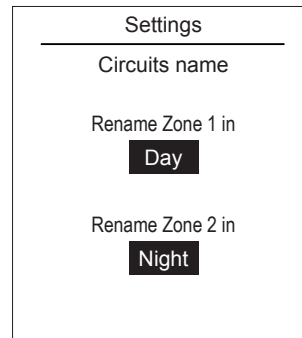 Settings
Circuits name
Rename Zone 1 in
Day
Rename Zone 2 in
Night